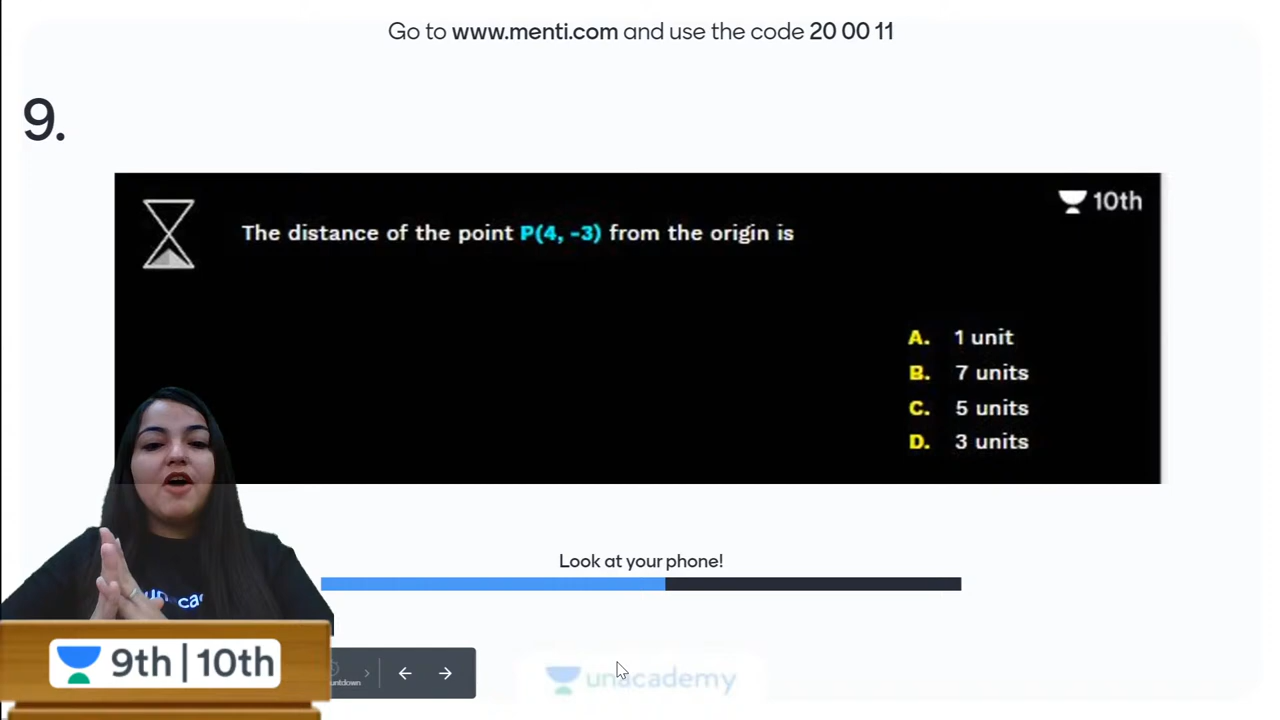 Go to www.menti.com and use the code 20 00 11
9.
10th
The distance of the point P(4, -3) from the origin is
A. 1 unit
B. 7 units
C. 5 units
D. 3 units
Look at your phone!
9th | 10th
unacademy